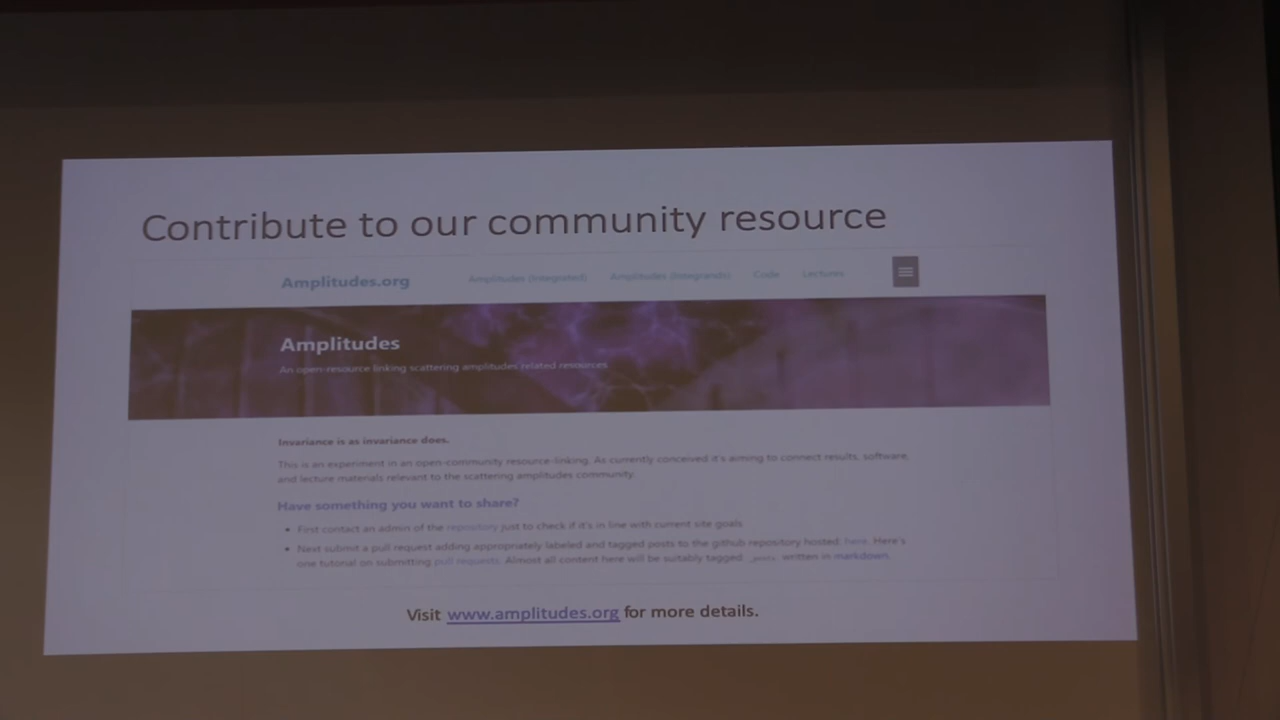 Contribute to our community resource
Amplitudes.org Amplitudes (Integrated) Amplitudes (Integrands) Code Lectures
Amplitudes
An open-resource linking scattering amplitudes related resources
Invariance is as invariance does.
This is an experiment in an open-community resource-linking. As currently conceived it's aiming to connect results, software,
and lecture materials relevant to the scattering amplitudes community.
Have something you want to share?
• First contact an admin of the repository just to check if it's in line with current site goals
• Next submit a pull request adding appropriately labeled and tagged posts to the github repository hosted: here. Here's
one tutorial on submitting pull requests. Almost all content here will be suitably tagged _posts written in markdown.
Visit www.amplitudes.org for more details.